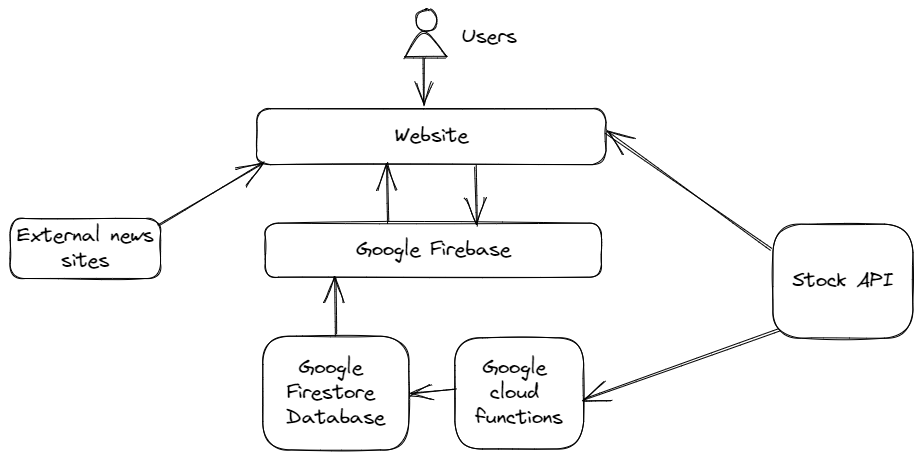 Users
Website
External news
sites
Google Firebase
Stock API
Google
Firestore
Database
Google
cloud
functions